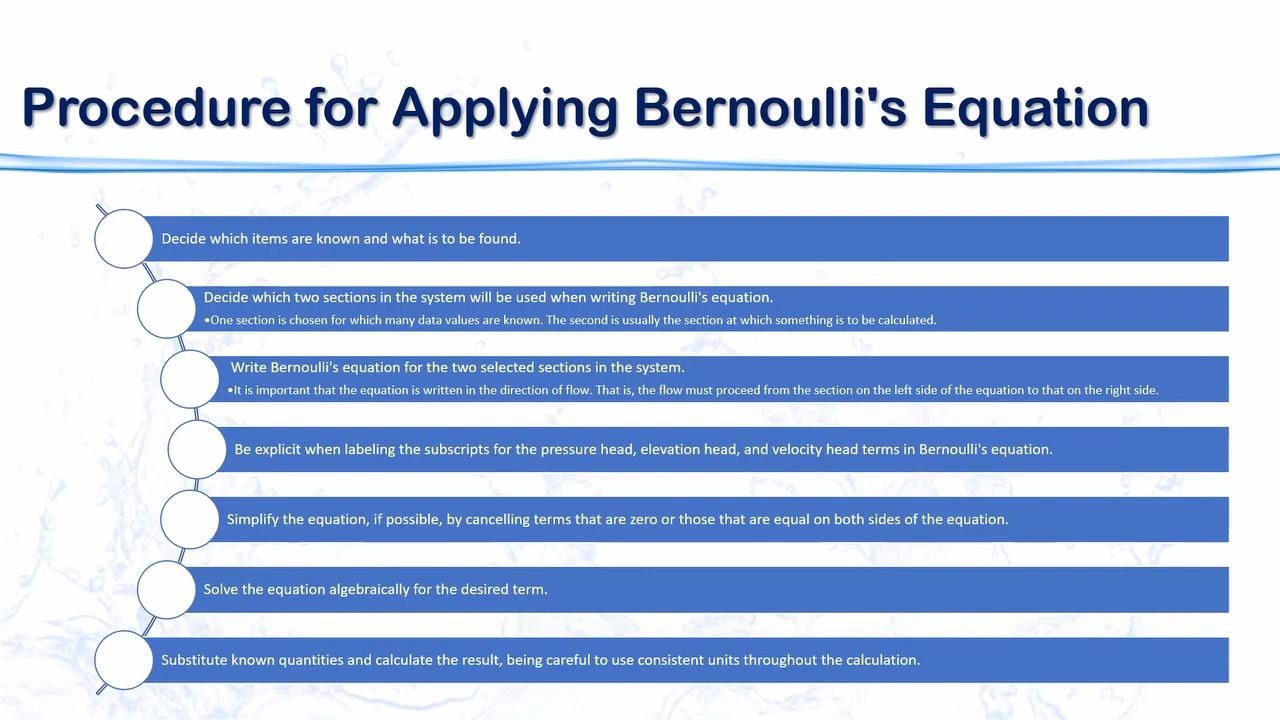 Procedure for Applying Bernoulli's Equation
Decide which items are known and what is to be found.
Decide which two sections in the system will be used when writing Bernoulli's equation.
•One section is chosen for which many data values are known. The second is usually the section at which something is to be calculated.
Write Bernoulli's equation for the two selected sections in the system.
•It is important that the equation is written in the direction of flow. That is, the flow must proceed from the section on the left side of the equation to that on the right side.
Be explicit when labeling the subscripts for the pressure head, elevation head, and velocity head terms in Bernoulli's equation.
Simplify the equation, if possible, by cancelling terms that are zero or those that are equal on both sides of the equation.
Solve the equation algebraically for the desired term.
Substitute known quantities and calculate the result, being careful to use consistent units throughout the calculation.